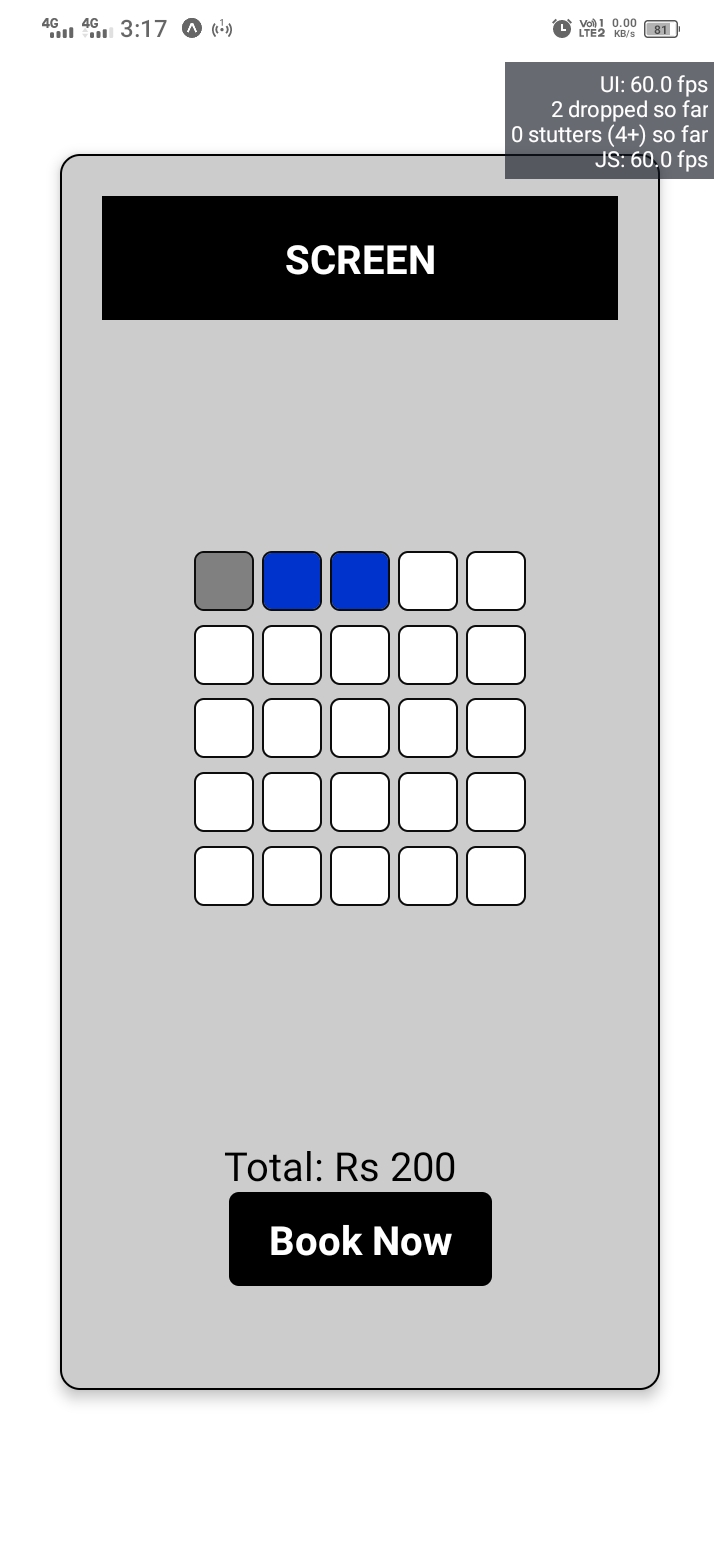 4G 4G 3:17 Vo) 1 LTE2 0.00 KB/s 81
UI: 60.0 fps
2 dropped so far
0 stutters (4+) so far
JS: 60.0 fps
SCREEN
Total: Rs 200
Book Now